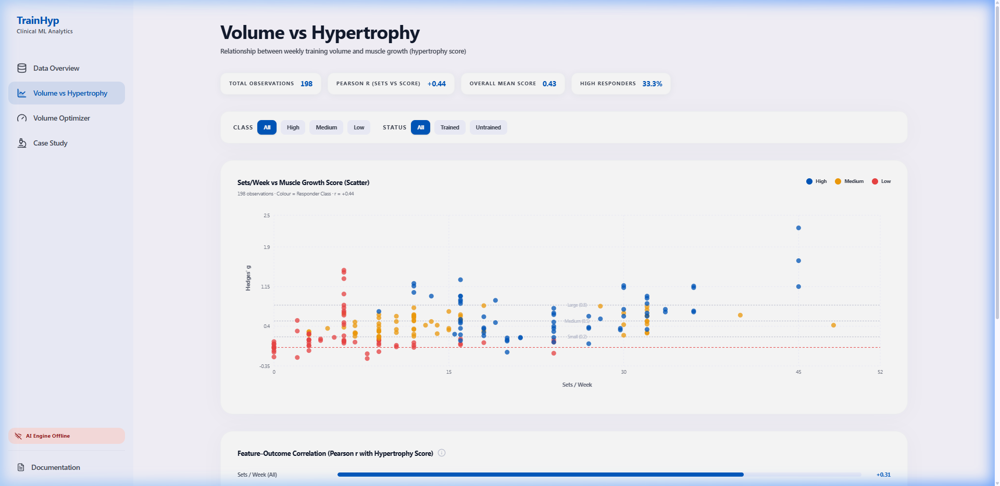 TrainHyp
Clinical ML Analytics
Data Overview
Volume vs Hypertrophy
Volume Optimizer
Case Study
AI Engine Offline
Documentation
Volume vs Hypertrophy
Relationship between weekly training volume and muscle growth (hypertrophy score)
TOTAL OBSERVATIONS 198
PEARSON R (SETS VS SCORE) +0.44
OVERALL MEAN SCORE 0.43
HIGH RESPONDERS 33.3%
CLASS All High Medium Low STATUS All Trained Untrained
Sets/Week vs Muscle Growth Score (Scatter)
198 observations · Colour = Responder Class · r = +0.44
High Medium Low
2.5
1.9
1.15
0.4
-0.35
Hedges' g
Large (0.8)
Medium (0.5)
Small (0.2)
0 15 30 45 52
Sets / Week
Feature–Outcome Correlation (Pearson r with Hypertrophy Score)
Sets / Week (All) +0.31